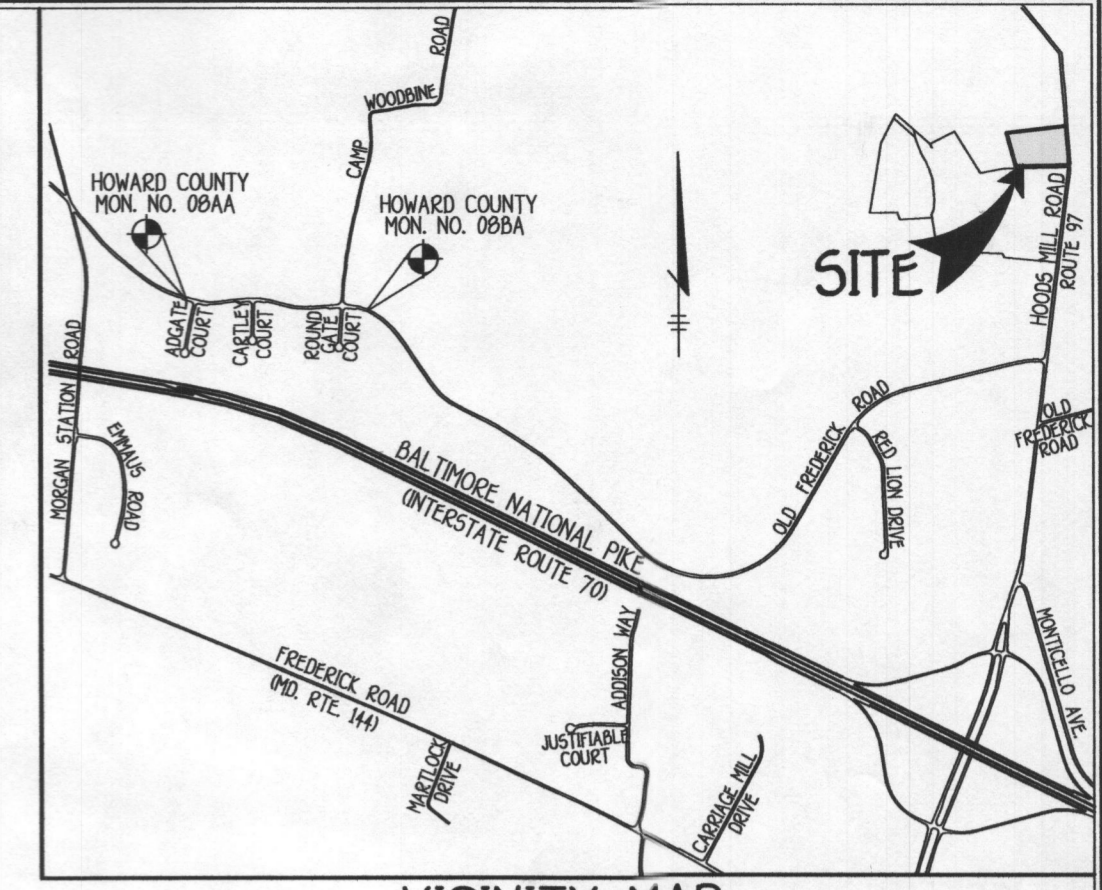 ROAD
WOODBINE
CAMP
HOWARD COUNTY
MON. NO. 08AA
HOWARD COUNTY
MON. NO. 08BA
SITE
HOODS MILL ROAD
ROUTE 97
ADGATE
COURT
CARTLEY
COURT
ROUND
GATE
COURT
MORGAN STATION ROAD
EMMAUS ROAD
BALTIMORE NATIONAL PIKE
(INTERSTATE ROUTE 70)
OLD FREDERICK ROAD
RED LION DRIVE
OLD
FREDERICK
ROAD
MONTICELLO AVE.
FREDERICK ROAD
(MD. RTE. 144)
MARTLOCK
DRIVE
ADDISON WAY
JUSTIFIABLE
COURT
CARRIAGE MILL
DRIVE
VICINITY MAP